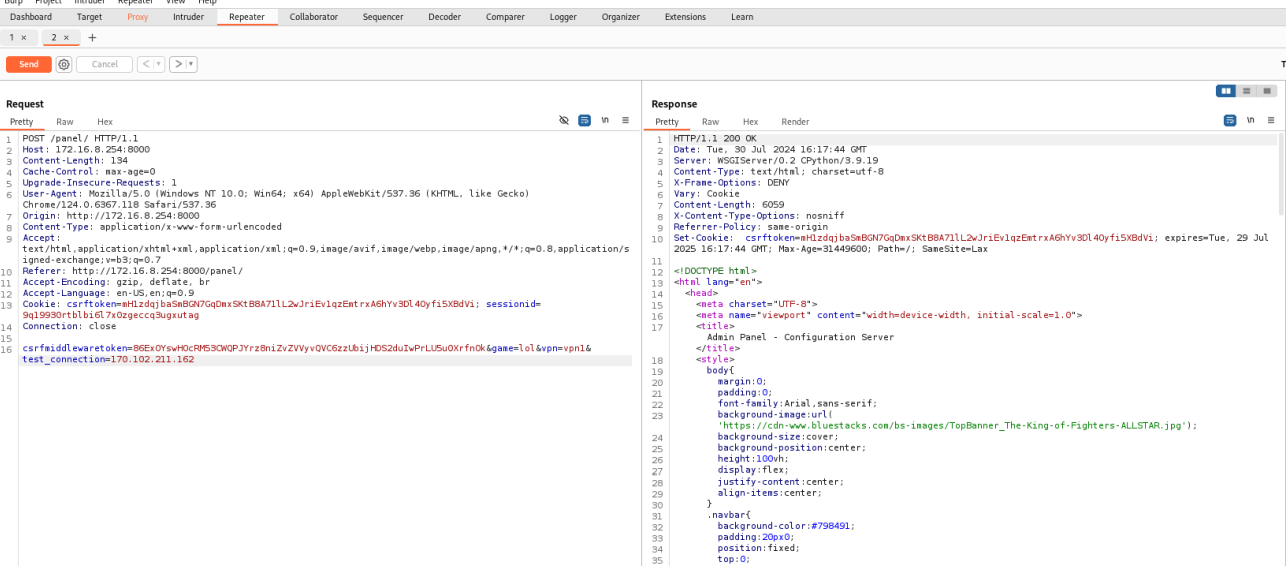 Burp Project Intruder Repeater View Help
Dashboard Target Proxy Intruder Repeater Collaborator Sequencer Decoder Comparer Logger Organizer Extensions Learn
1 × 2 × +
Send Cancel < > T
Request
Pretty Raw Hex \n
1 POST /panel/ HTTP/1.1
2 Host: 172.16.8.254:8000
3 Content-Length: 134
4 Cache-Control: max-age=0
5 Upgrade-Insecure-Requests: 1
6 User-Agent: Mozilla/5.0 (Windows NT 10.0; Win64; x64) AppleWebKit/537.36 (KHTML, like Gecko)
Chrome/124.0.6367.118 Safari/537.36
7 Origin: http://172.16.8.254:8000
8 Content-Type: application/x-www-form-urlencoded
9 Accept:
text/html,application/xhtml+xml,application/xml;q=0.9,image/avif,image/webp,image/apng,*/*;q=0.8,application/s
igned-exchange;v=b3;q=0.7
10 Referer: http://172.16.8.254:8000/panel/
11 Accept-Encoding: gzip, deflate, br
12 Accept-Language: en-US,en;q=0.9
13 Cookie: csrftoken=mH1zdqjbaSmBGN7GqDmxSKtB8A71lL2wJriEv1qzEmtrxA6hYv3Dl4Oyfi5XBdVi; sessionid=
9q19930rtblbi6l7x0zgeccq3ugxutag
14 Connection: close
15
16 csrfmiddlewaretoken=86ExOYswHOcRM53CWQPJYrz8niZvZVVyvQVC6zzUbijHDS2duIwPrLU5uOXrfnOk&game=lol&vpn=vpn1&
test_connection=170.102.211.162
Response
Pretty Raw Hex Render \n
1 HTTP/1.1 200 OK
2 Date: Tue, 30 Jul 2024 16:17:44 GMT
3 Server: WSGIServer/0.2 CPython/3.9.19
4 Content-Type: text/html; charset=utf-8
5 X-Frame-Options: DENY
6 Vary: Cookie
7 Content-Length: 6059
8 X-Content-Type-Options: nosniff
9 Referrer-Policy: same-origin
10 Set-Cookie: csrftoken=mH1zdqjbaSmBGN7GqDmxSKtB8A71lL2wJriEv1qzEmtrxA6hYv3Dl4Oyfi5XBdVi; expires=Tue, 29 Jul
2025 16:17:44 GMT; Max-Age=31449600; Path=/; SameSite=Lax
11
12 <!DOCTYPE html>
13 <html lang="en">
14 <head>
15 <meta charset="UTF-8">
16 <meta name="viewport" content="width=device-width, initial-scale=1.0">
17 <title>
Admin Panel - Configuration Server
</title>
18 <style>
19 body{
20 margin:0;
21 padding:0;
22 font-family:Arial,sans-serif;
23 background-image:url(
'https://cdn-www.bluestacks.com/bs-images/TopBanner_The-King-of-Fighters-ALLSTAR.jpg');
24 background-size:cover;
25 background-position:center;
26 height:100vh;
27 display:flex;
28 justify-content:center;
29 align-items:center;
30 }
31 .navbar{
32 background-color:#798491;
33 padding:20px0;
34 position:fixed;
35 top:0;